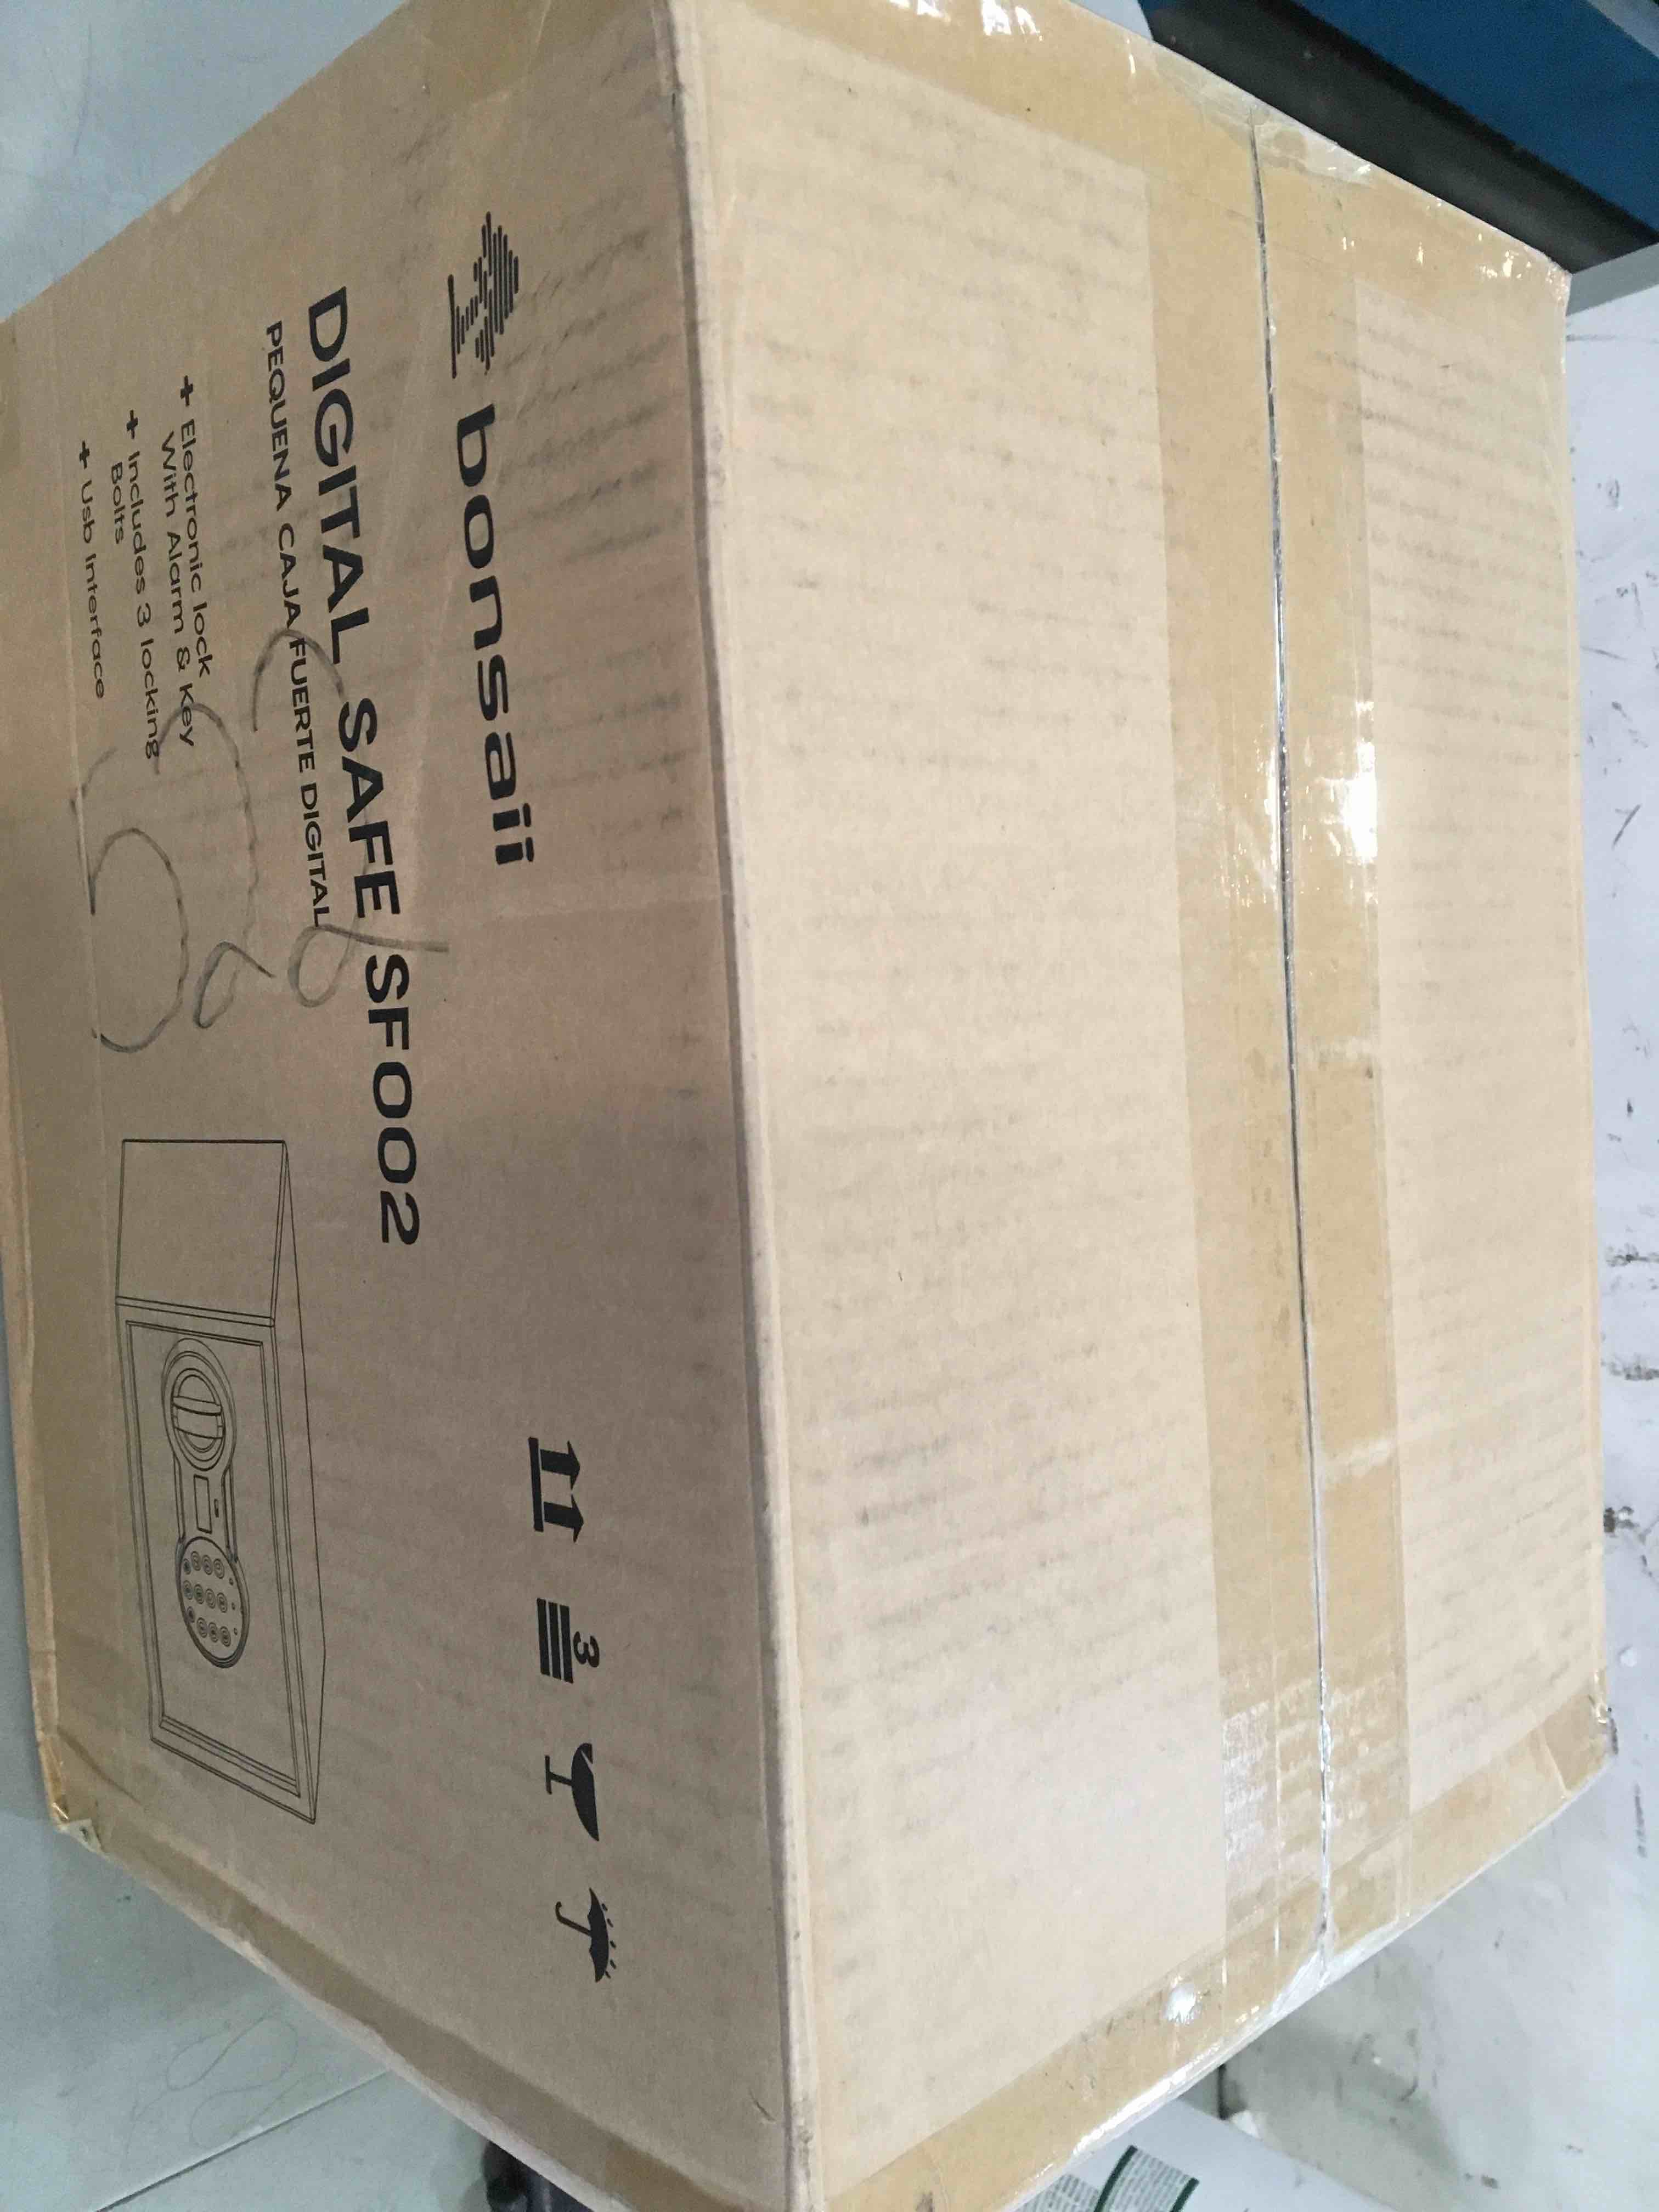 bonsaii
DIGITAL SAFE SF002
PEQUENA CAJA FUERTE DIGITAL
+ Electronic lock
With Alarm & Key
+ Includes 3 locking
Bolts
+ Usb Interface
3